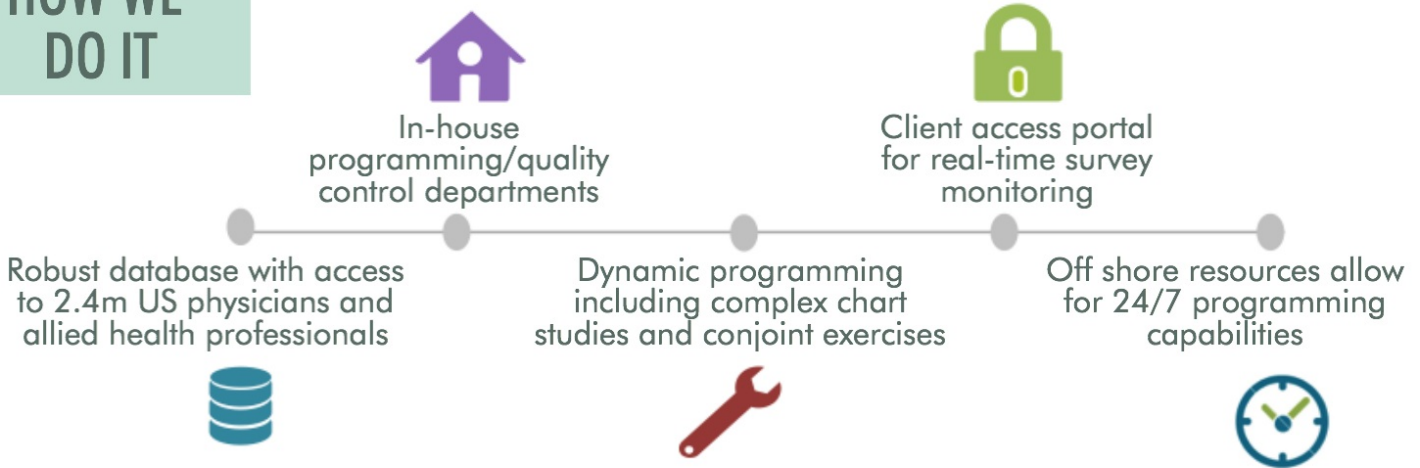 HOW WE
DO IT
In-house
programming/quality
control departments
Client access portal
for real-time survey
monitoring
Robust database with access
to 2.4m US physicians and
allied health professionals
Dynamic programming
including complex chart
studies and conjoint exercises
Off shore resources allow
for 24/7 programming
capabilities